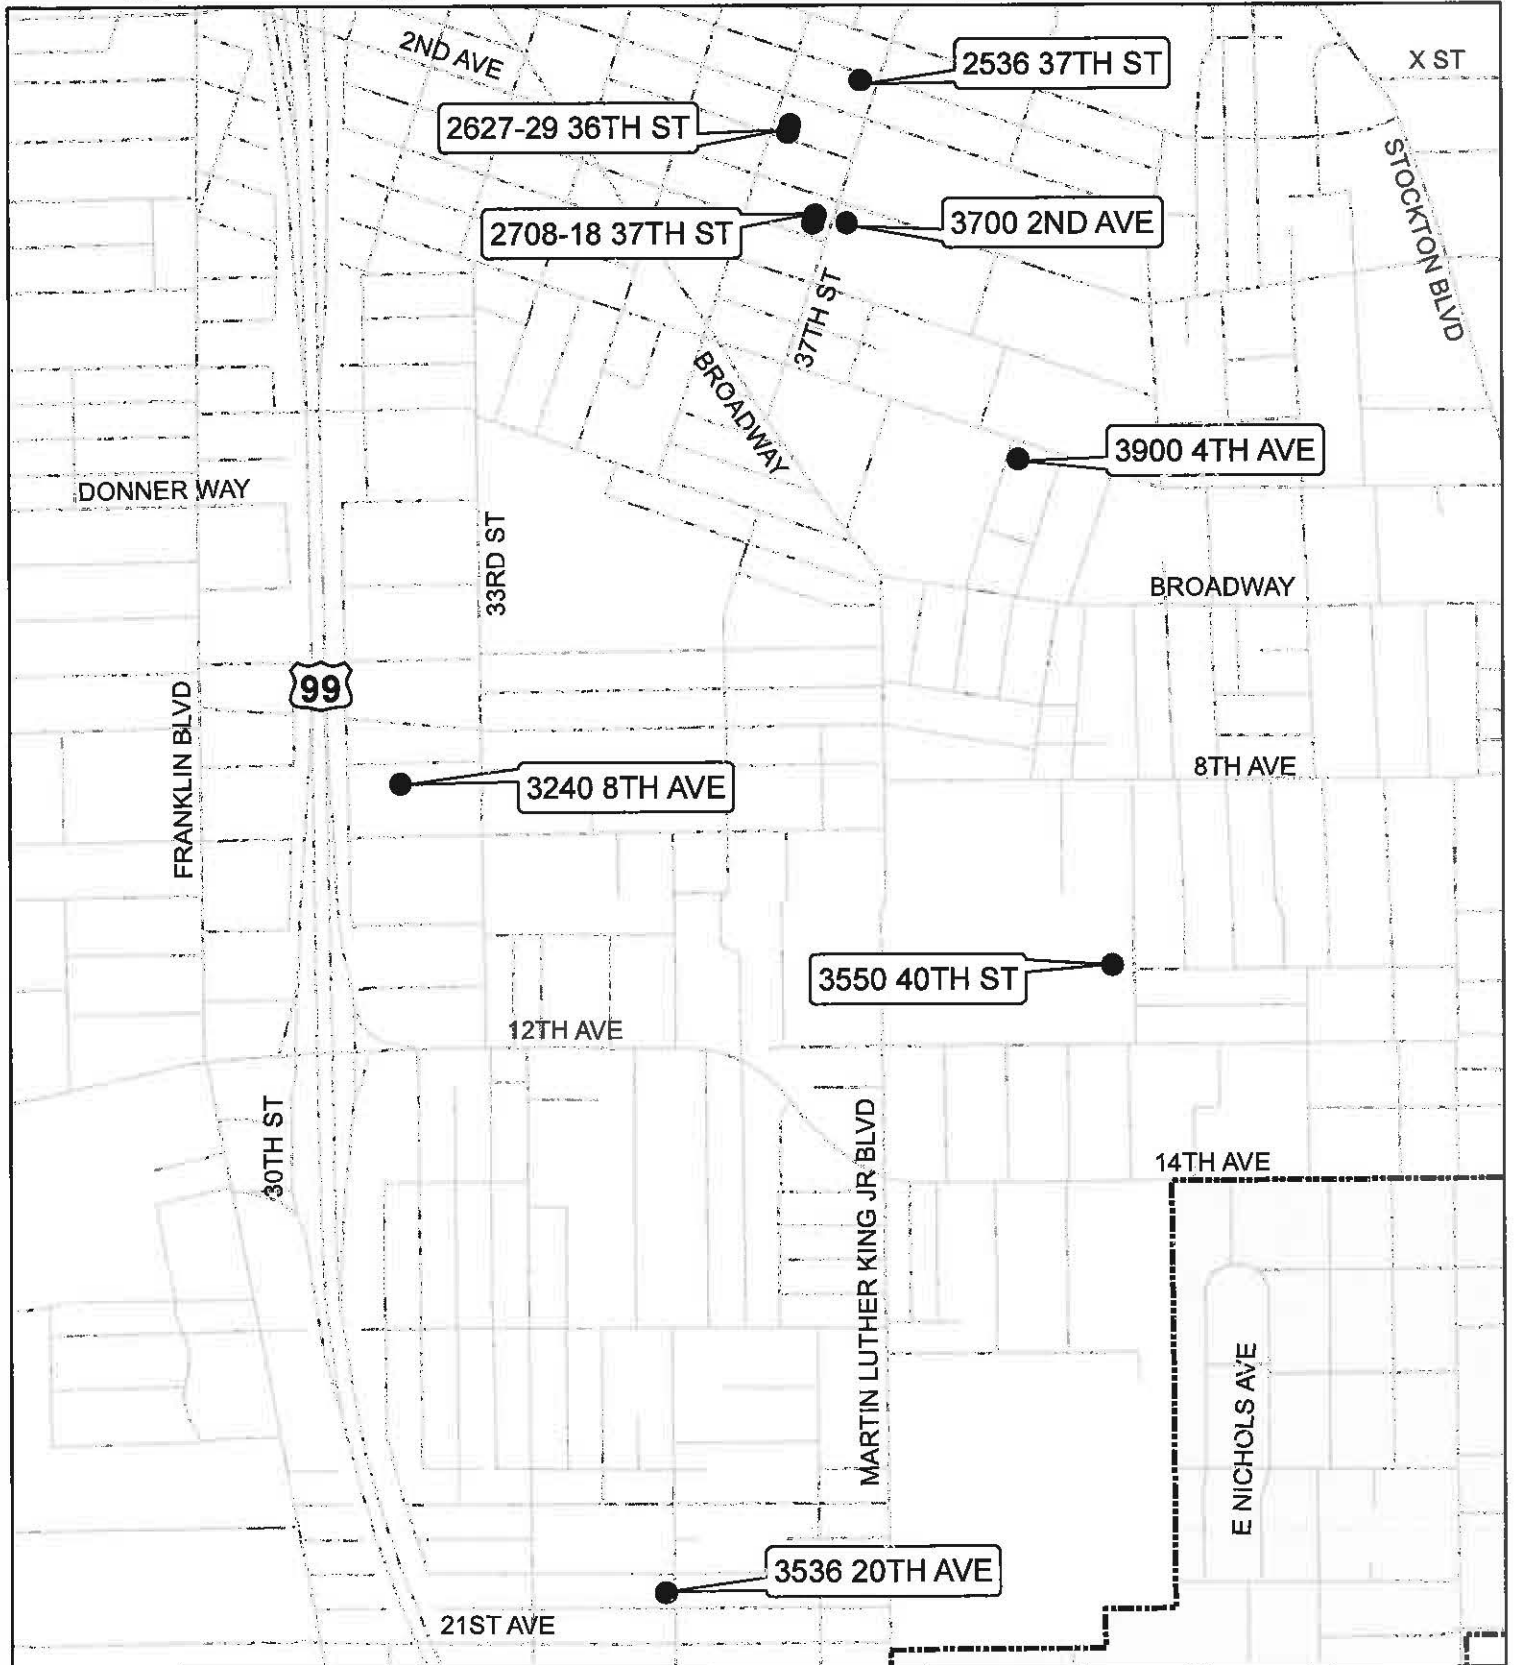 2ND AVE
2536 37TH ST
X ST
2627-29 36TH ST
STOCKTON BLVD
2708-18 37TH ST
3700 2ND AVE
37TH ST
BROADWAY
3900 4TH AVE
DONNER WAY
33RD ST
BROADWAY
99
FRANKLIN BLVD
8TH AVE
3240 8TH AVE
3550 40TH ST
12TH AVE
30TH ST
MARTIN LUTHER KING JR BLVD
14TH AVE
E NICHOLS AVE
3536 20TH AVE
21ST AVE